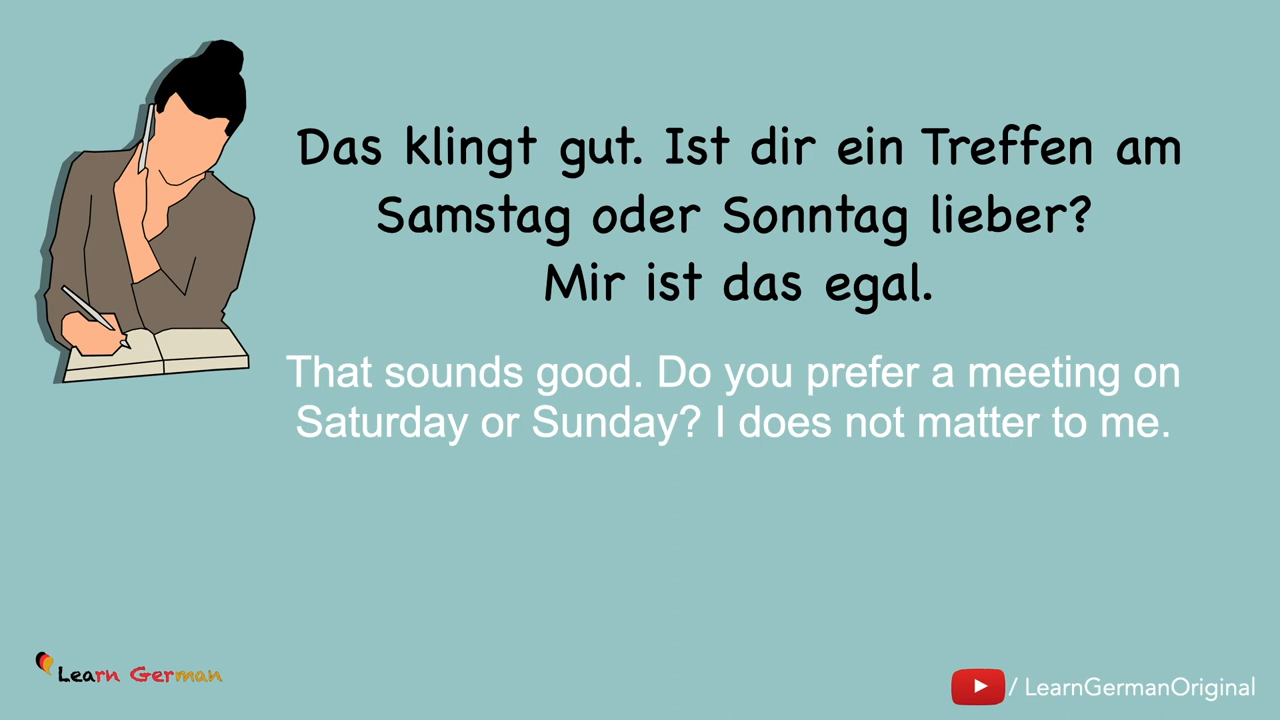 Das klingt gut. Ist dir ein Treffen am
Samstag oder Sonntag lieber?
Mir ist das egal.
That sounds good. Do you prefer a meeting on
Saturday or Sunday? I does not matter to me.
Learn German
/ LearnGermanOriginal